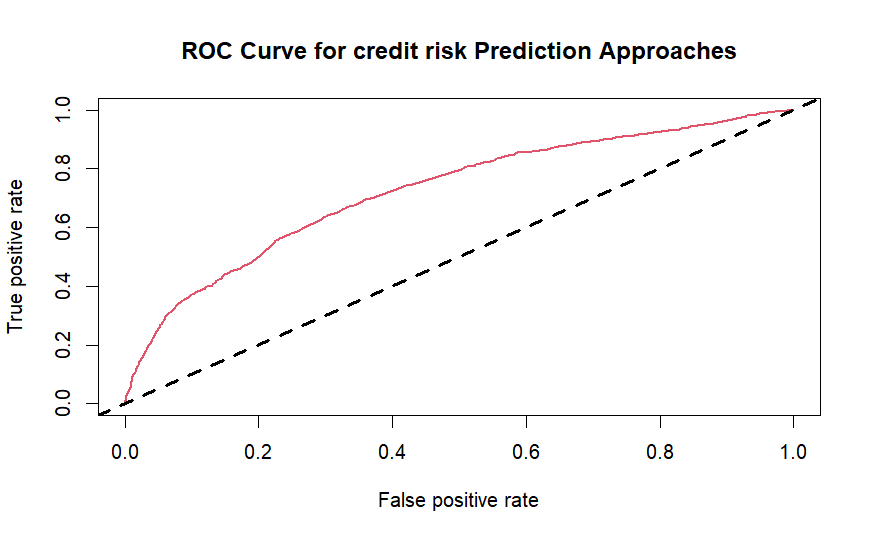 ROC Curve for credit risk Prediction Approaches
True positive rate
1.0
0.8
0.6
0.4
0.2
0.0
0.0 0.2 0.4 0.6 0.8 1.0
False positive rate